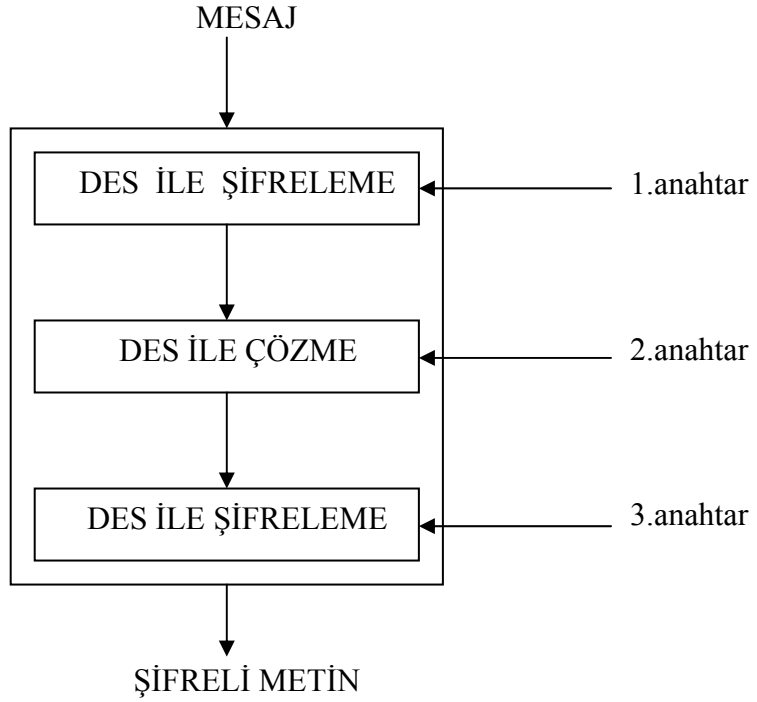 MESAJ
DES İLE ŞİFRELEME
1.anahtar
DES İLE ÇÖZME
2.anahtar
DES İLE ŞİFRELEME
3.anahtar
ŞİFRELİ METİN